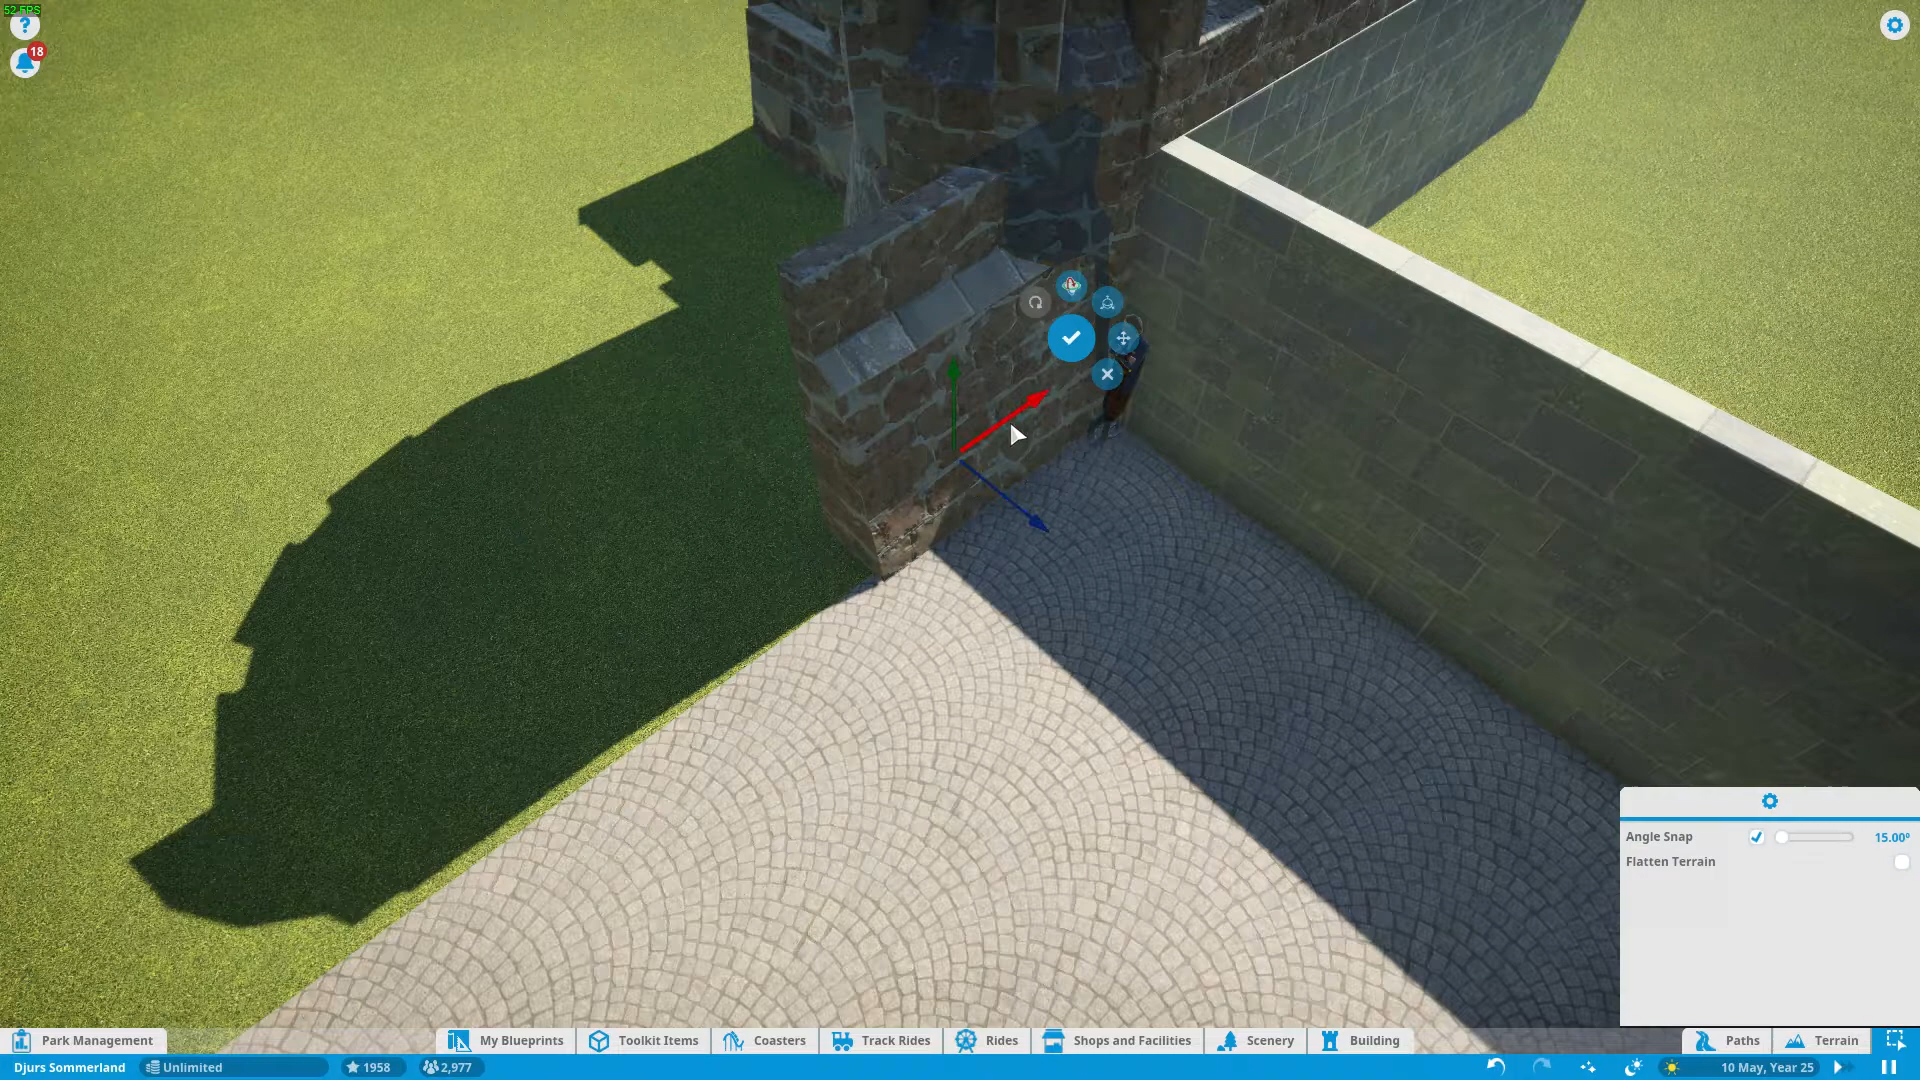 52 FPS
?
18
Angle Snap 15.00º
Flatten Terrain
Park Management
My Blueprints
Toolkit Items
Coasters
Track Rides
Rides
Shops and Facilities
Scenery
Building
Paths
Terrain
Djurs Sommerland
Unlimited
1958
2,977
10 May, Year 25